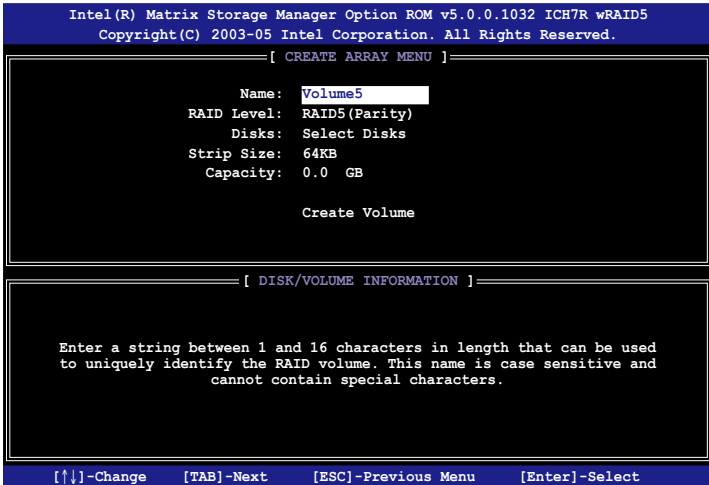 Intel(R) Matrix Storage Manager Option ROM v5.0.0.1032 ICH7R wRAID5
Copyright(C) 2003-05 Intel Corporation. All Rights Reserved.
[ CREATE ARRAY MENU ]
Name: Volume5
RAID Level: RAID5(Parity)
Disks: Select Disks
Strip Size: 64KB
Capacity: 0.0 GB
Create Volume
[ DISK/VOLUME INFORMATION ]
Enter a string between 1 and 16 characters in length that can be used
to uniquely identify the RAID volume. This name is case sensitive and
cannot contain special characters.
[↑↓]-Change [TAB]-Next [ESC]-Previous Menu [Enter]-Select